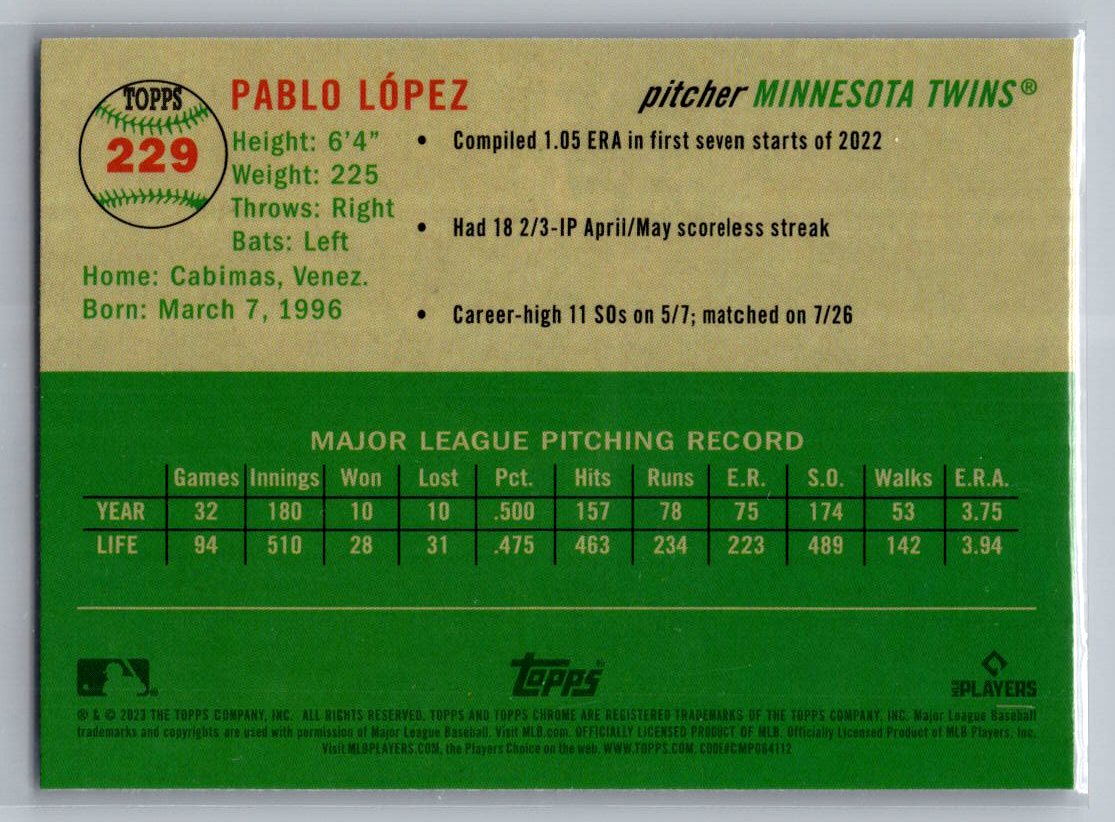 TOPPS
229
PABLO LÓPEZ
pitcher MINNESOTA TWINS®
Height: 6'4"
Weight: 225
Throws: Right
Bats: Left
Home: Cabimas, Venez.
Born: March 7, 1996
• Compiled 1.05 ERA in first seven starts of 2022
• Had 18 2/3-IP April/May scoreless streak
• Career-high 11 SOs on 5/7; matched on 7/26
MAJOR LEAGUE PITCHING RECORD
Games Innings Won Lost Pct. Hits Runs E.R. S.O. Walks E.R.A.
YEAR 32 180 10 10 .500 157 78 75 174 53 3.75
LIFE 94 510 28 31 .475 463 234 223 489 142 3.94
Topps®
MLB PLAYERS
® & © 2023 THE TOPPS COMPANY, INC. ALL RIGHTS RESERVED. TOPPS AND TOPPS CHROME ARE REGISTERED TRADEMARKS OF THE TOPPS COMPANY, INC. Major League Baseball
trademarks and copyrights are used with permission of Major League Baseball. Visit MLB.com. OFFICIALLY LICENSED PRODUCT OF MLB. Officially Licensed Product of MLB Players, Inc.
Visit MLBPLAYERS.COM, the Players Choice on the web. WWW.TOPPS.COM. CODE#CMP084112